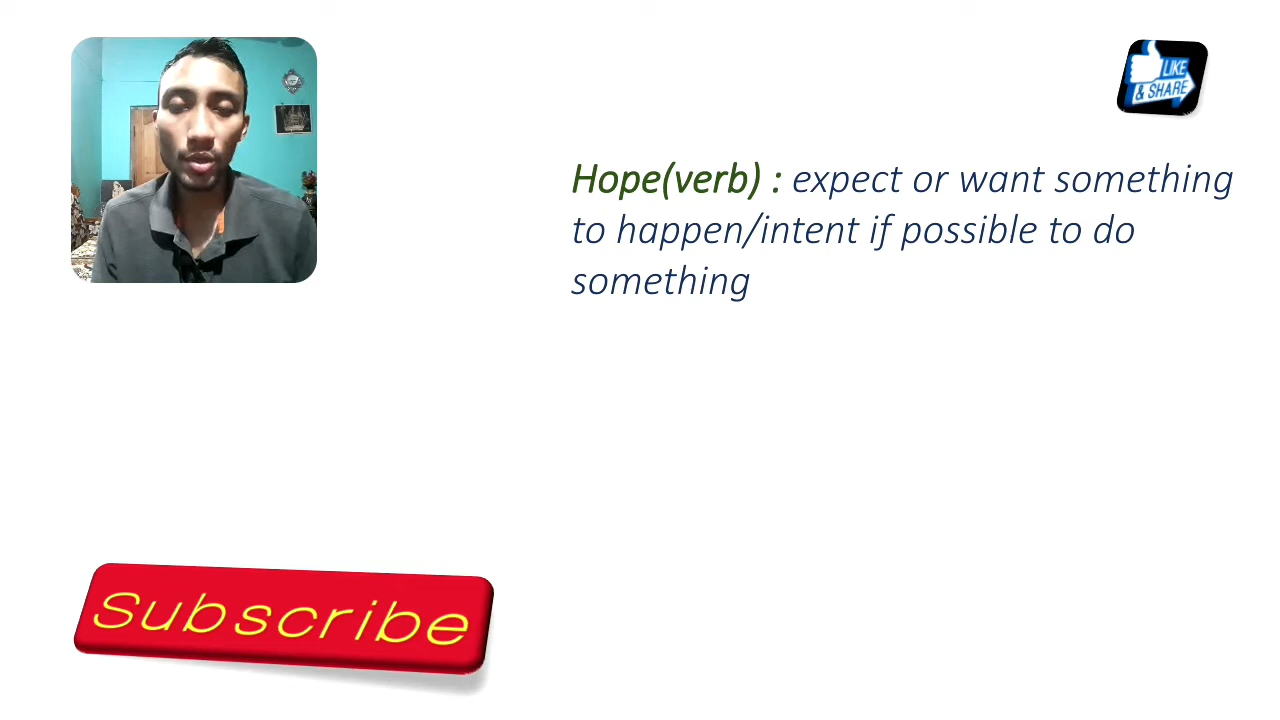 LIKE
& SHARE
Hope(verb) : expect or want something
to happen/intent if possible to do
something
Subscribe